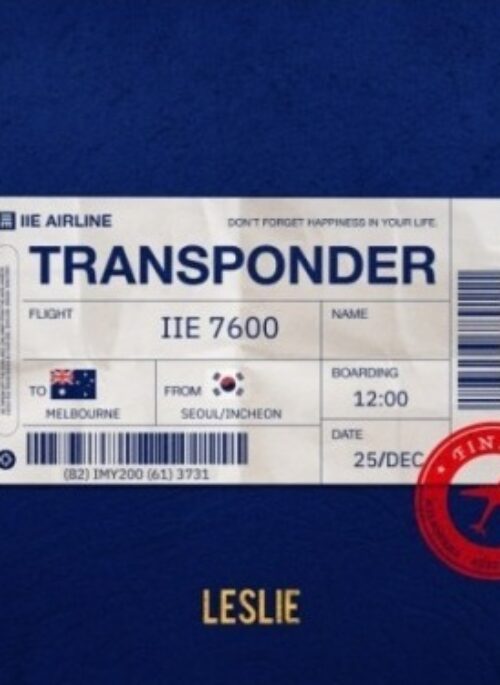 IIE AIRLINE
DON'T FORGET HAPPINESS IN YOUR LIFE.
TRANSPONDER
FLIGHT
IIE 7600
NAME
TO
MELBOURNE
FROM
SEOUL/INCHEON
BOARDING
12:00
DATE
25/DEC
(82) IMY200 (61) 3731
LESLIE